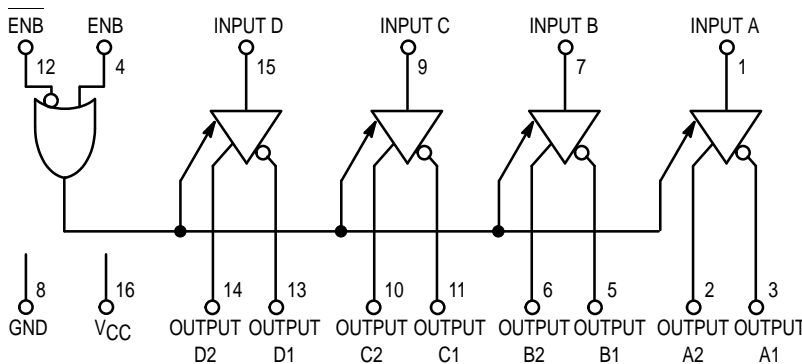 ENB ENB INPUT D INPUT C INPUT B INPUT A
12 4 15 9 7 1
8 16 14 13 10 11 6 5 2 3
GND VCC OUTPUT OUTPUT OUTPUT OUTPUT OUTPUT OUTPUT OUTPUT OUTPUT
D2 D1 C2 C1 B2 B1 A2 A1